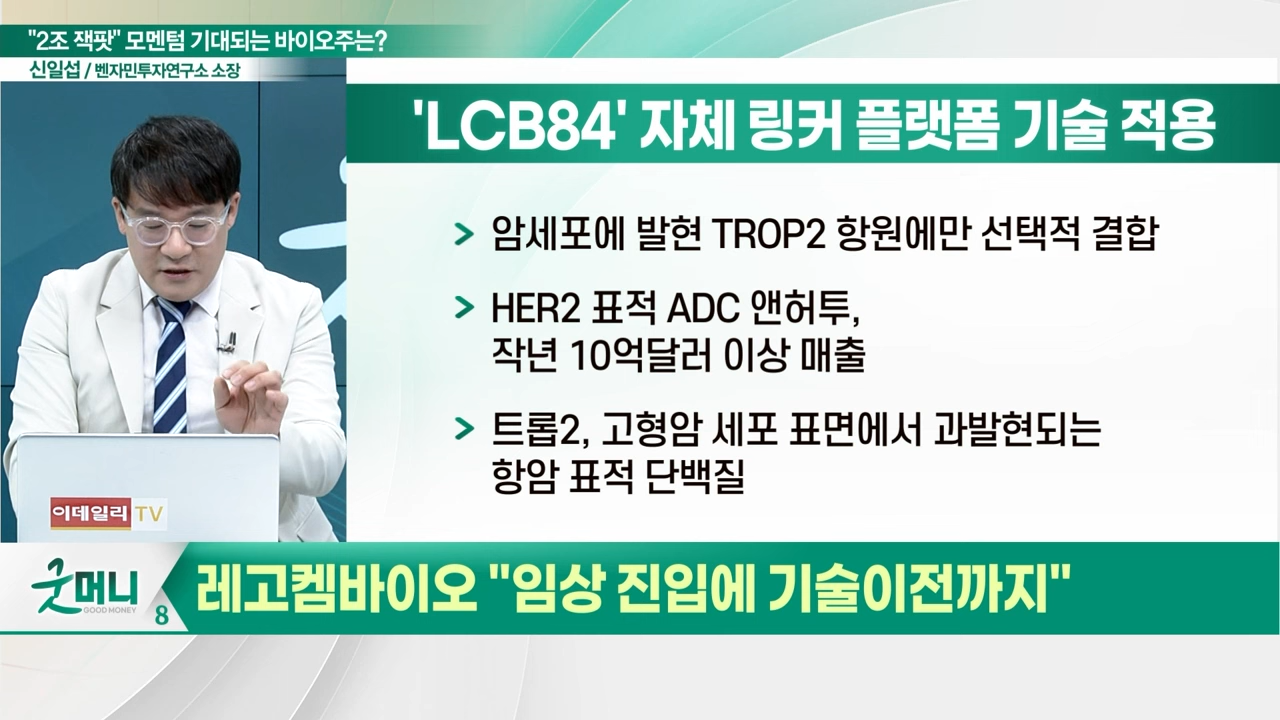 "2조 잭팟" 모멘텀 기대되는 바이오주는?
신일섭 / 벤자민투자연구소 소장
'LCB84' 자체 링커 플랫폼 기술 적용
> 암세포에 발현 TROP2 항원에만 선택적 결합
> HER2 표적 ADC 앤허투,
작년 10억달러 이상 매출
> 트롭2, 고형암 세포 표면에서 과발현되는
항암 표적 단백질
이데일리 TV
굿머니
GOOD MONEY
8
레고켐바이오 "임상 진입에 기술이전까지"